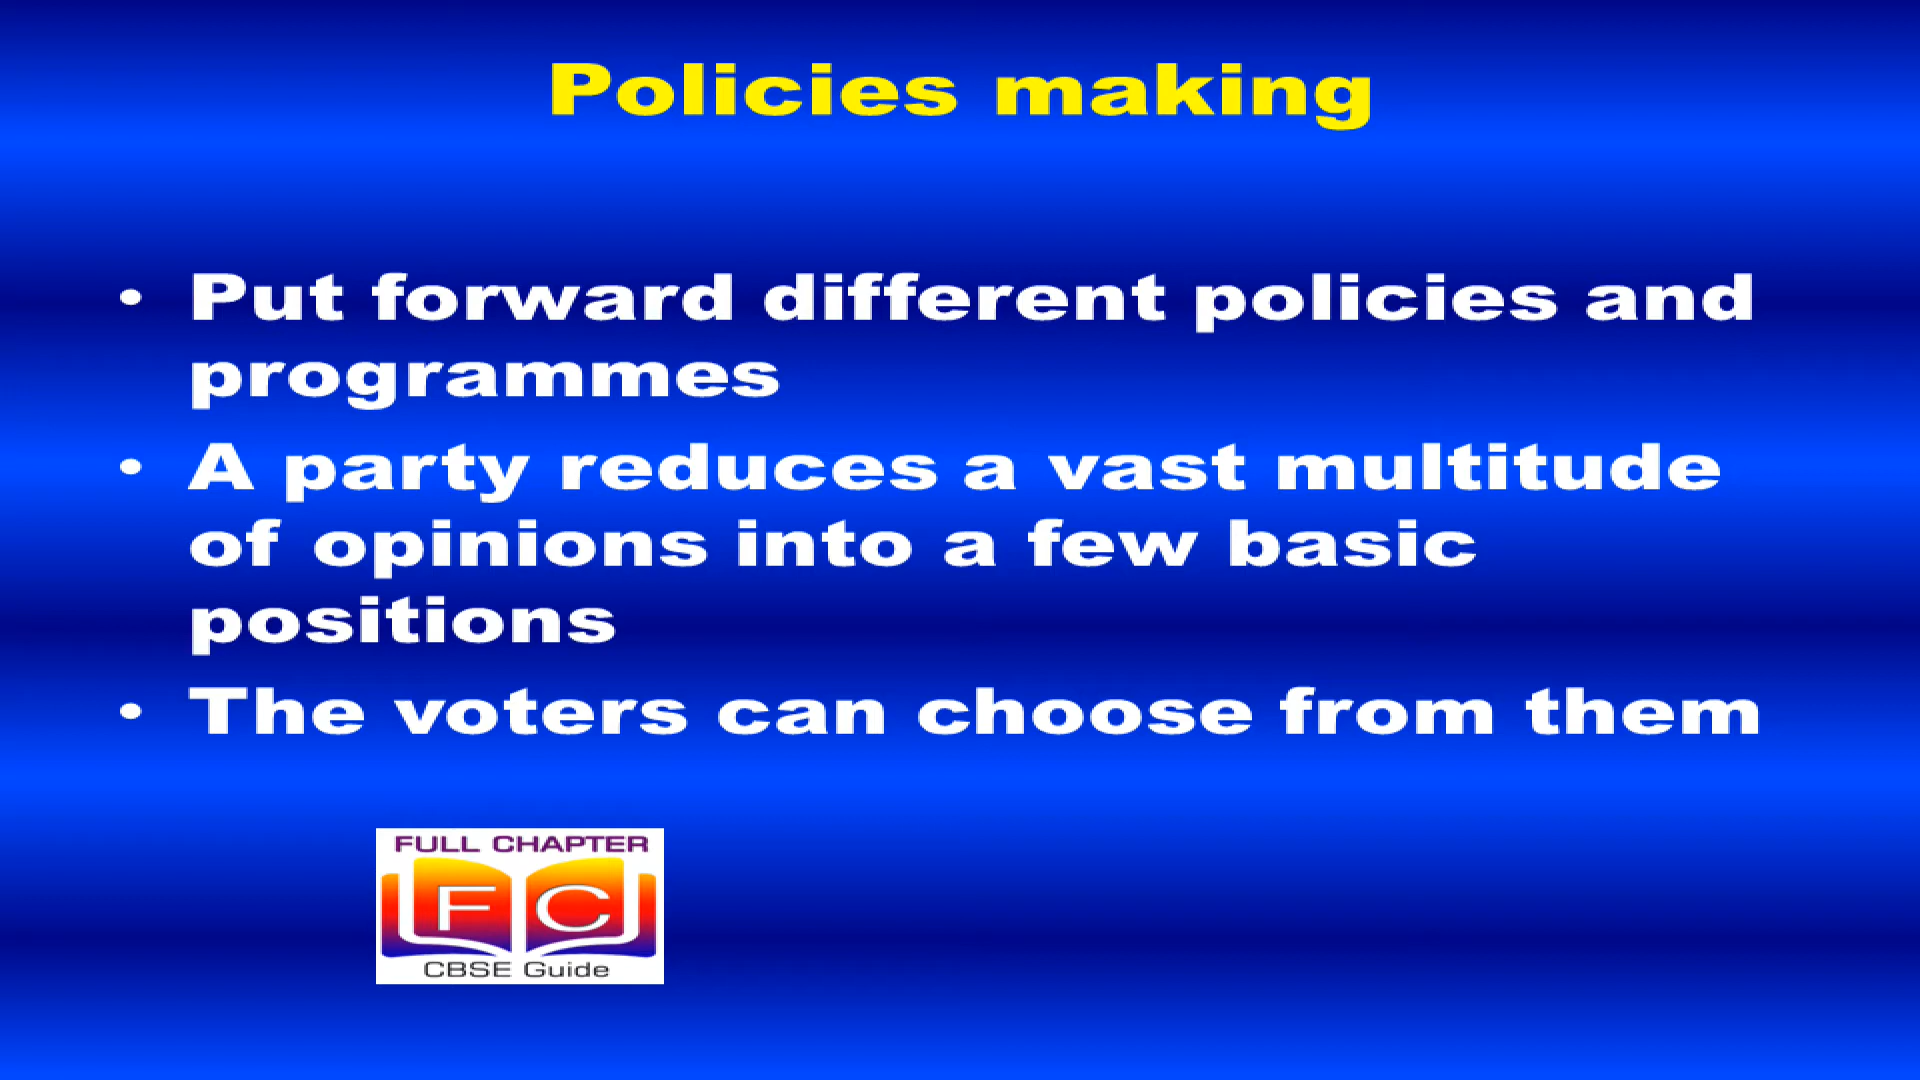 Policies making
• Put forward different policies and
programmes
• A party reduces a vast multitude
of opinions into a few basic
positions
• The voters can choose from them
FULL CHAPTER
F C
CBSE Guide